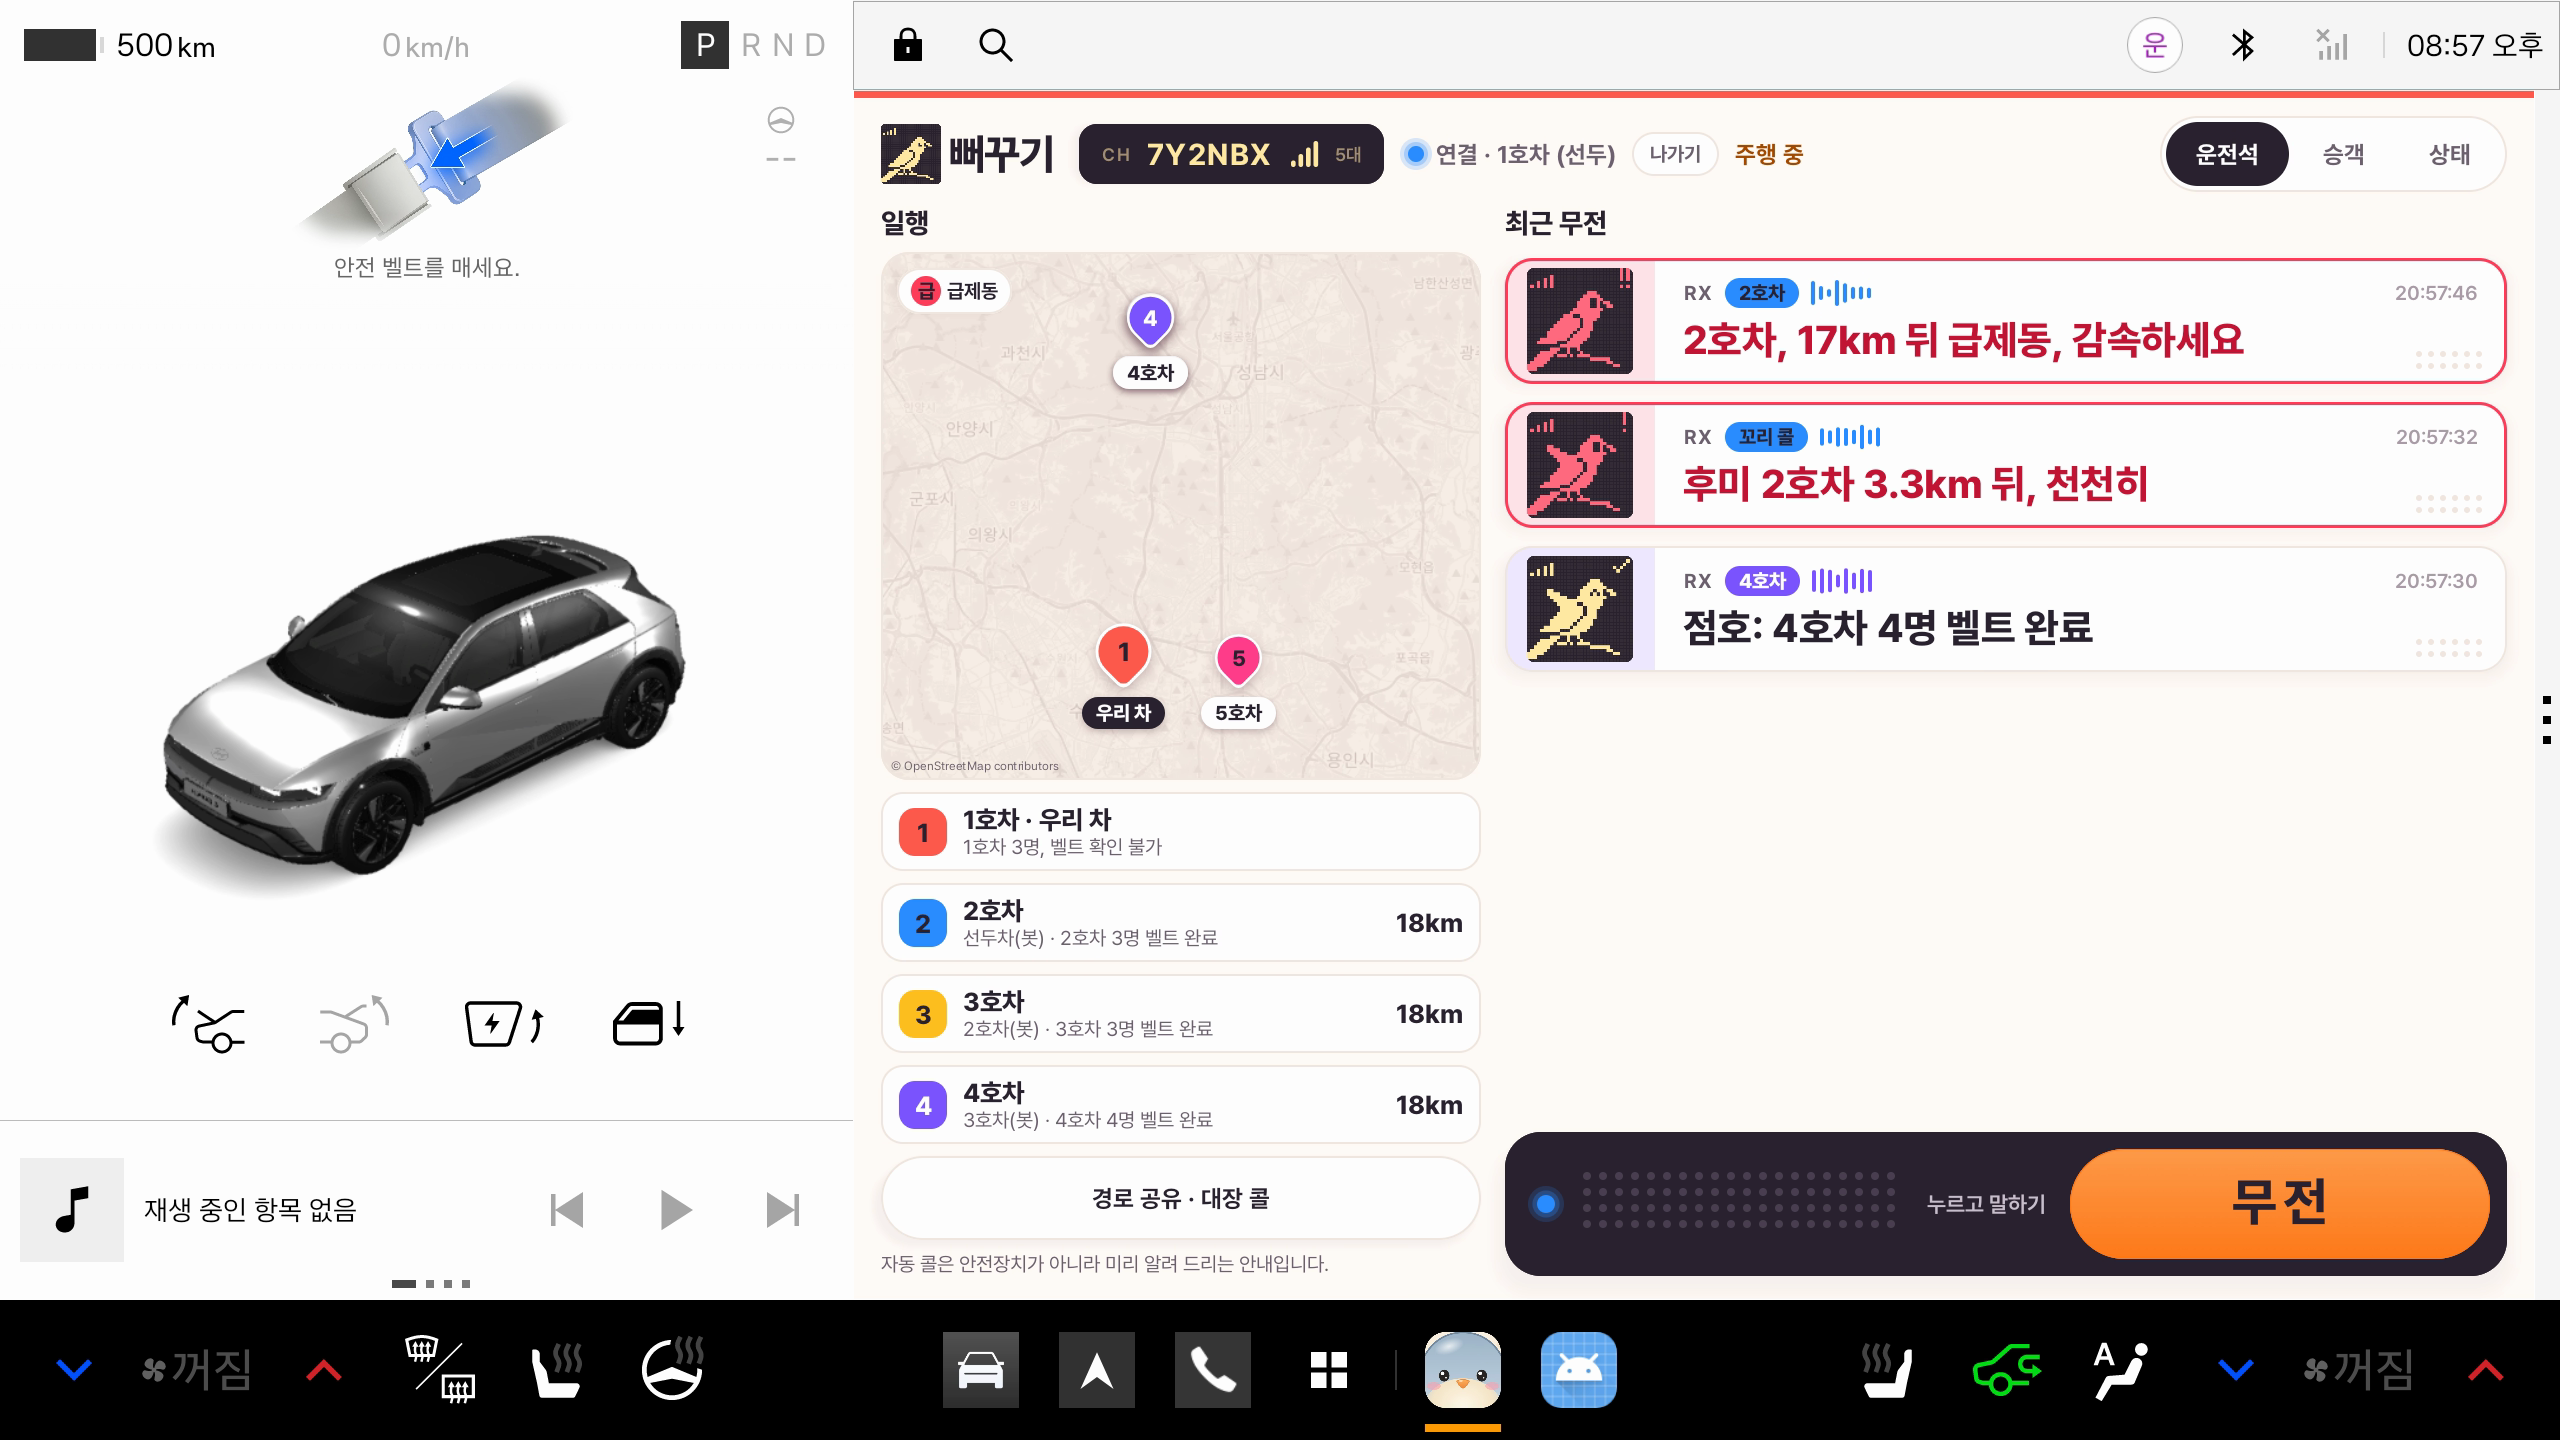 500 km
0 km/h
P R N D
안전 벨트를 매세요.
재생 중인 항목 없음
운
08:57 오후
뻐꾸기
CH 7Y2NBX 5대
연결 · 1호차 (선두)
나가기
주행 중
운전석
승객
상태
일행
급 급제동
남한산성면
4
4호차
과천시
성남시
안양시
군포시
의왕시
모현읍
1
우리 차
5
5호차
포곡읍
송면
용인시
© OpenStreetMap contributors
1
1호차 · 우리 차
1호차 3명, 벨트 확인 불가
2
2호차
선두차(봇) · 2호차 3명 벨트 완료
18km
3
3호차
2호차(봇) · 3호차 3명 벨트 완료
18km
4
4호차
3호차(봇) · 4호차 4명 벨트 완료
18km
경로 공유 · 대장 콜
자동 콜은 안전장치가 아니라 미리 알려 드리는 안내입니다.
최근 무전
RX 2호차
20:57:46
2호차, 17km 뒤 급제동, 감속하세요
RX 꼬리 콜
20:57:32
후미 2호차 3.3km 뒤, 천천히
RX 4호차
20:57:30
점호: 4호차 4명 벨트 완료
누르고 말하기
무전
꺼짐
A
꺼짐